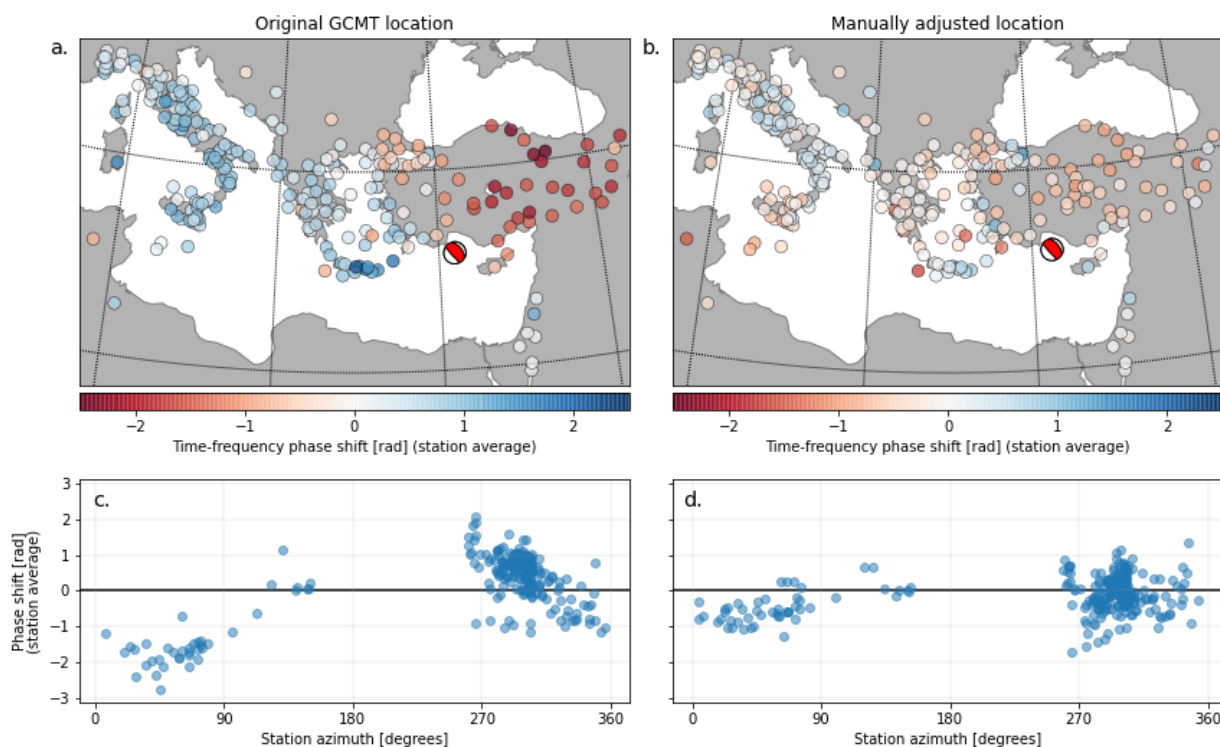 Original GCMT location
Manually adjusted location
a.
b.
−2 −1 0 1 2
−2 −1 0 1 2
Time-frequency phase shift [rad] (station average)
Time-frequency phase shift [rad] (station average)
c.
d.
3
2
1
0
−1
−2
−3
Phase shift [rad]
(station average)
0 90 180 270 360
0 90 180 270 360
Station azimuth [degrees]
Station azimuth [degrees]